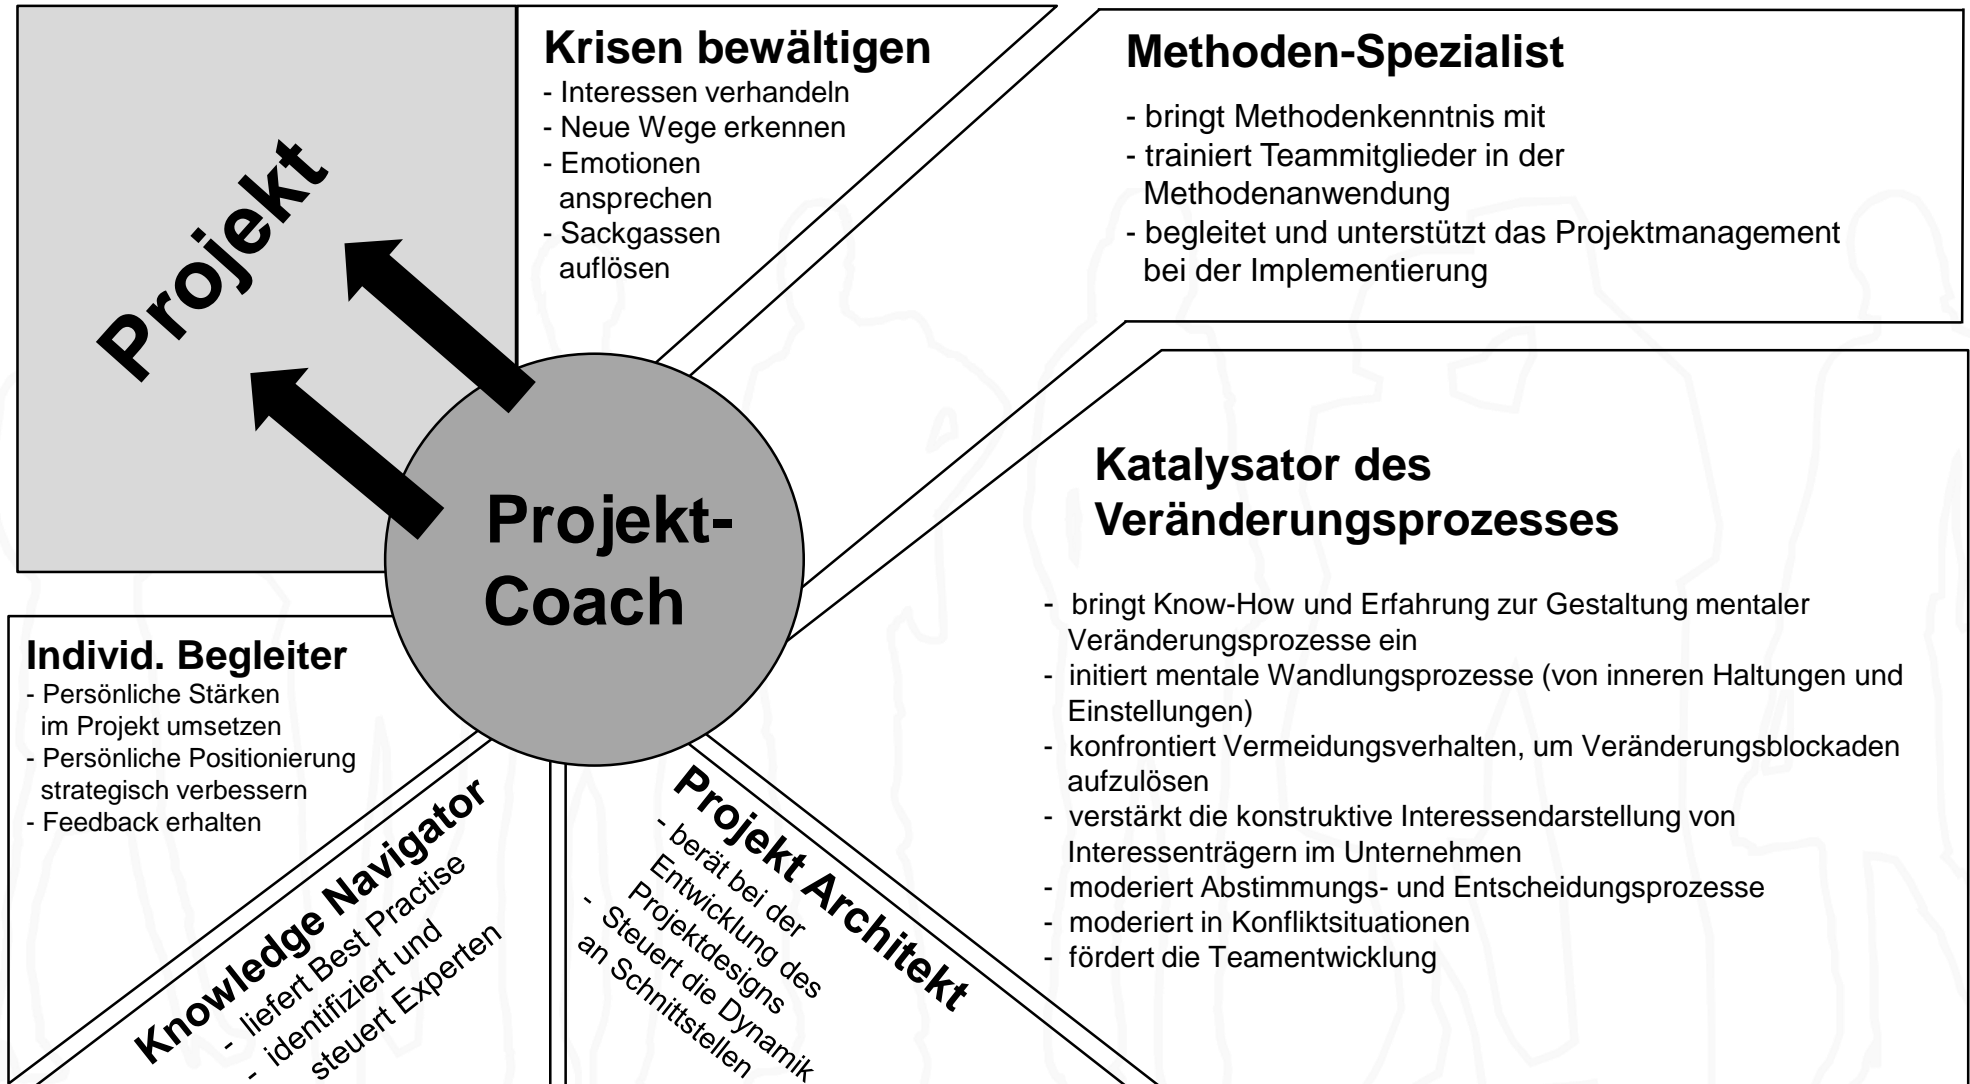 Projekt
Krisen bewältigen
- Interessen verhandeln
- Neue Wege erkennen
- Emotionen
ansprechen
- Sackgassen
auflösen
Methoden-Spezialist
- bringt Methodenkenntnis mit
- trainiert Teammitglieder in der
Methodenanwendung
- begleitet und unterstützt das Projektmanagement
bei der Implementierung
Projekt-
Coach
Katalysator des
Veränderungsprozesses
- bringt Know-How und Erfahrung zur Gestaltung mentaler
Veränderungsprozesse ein
- initiert mentale Wandlungsprozesse (von inneren Haltungen und
Einstellungen)
- konfrontiert Vermeidungsverhalten, um Veränderungsblockaden
aufzulösen
- verstärkt die konstruktive Interessendarstellung von
Interessenträgern im Unternehmen
- moderiert Abstimmungs- und Entscheidungsprozesse
- moderiert in Konfliktsituationen
- fördert die Teamentwicklung
Individ. Begleiter
- Persönliche Stärken
im Projekt umsetzen
- Persönliche Positionierung
strategisch verbessern
- Feedback erhalten
Knowledge Navigator
- liefert Best Practise
- identifiziert und
steuert Experten
Projekt Architekt
- berät bei der
Entwicklung des
Projektdesigns
- Steuert die Dynamik
an Schnittstellen